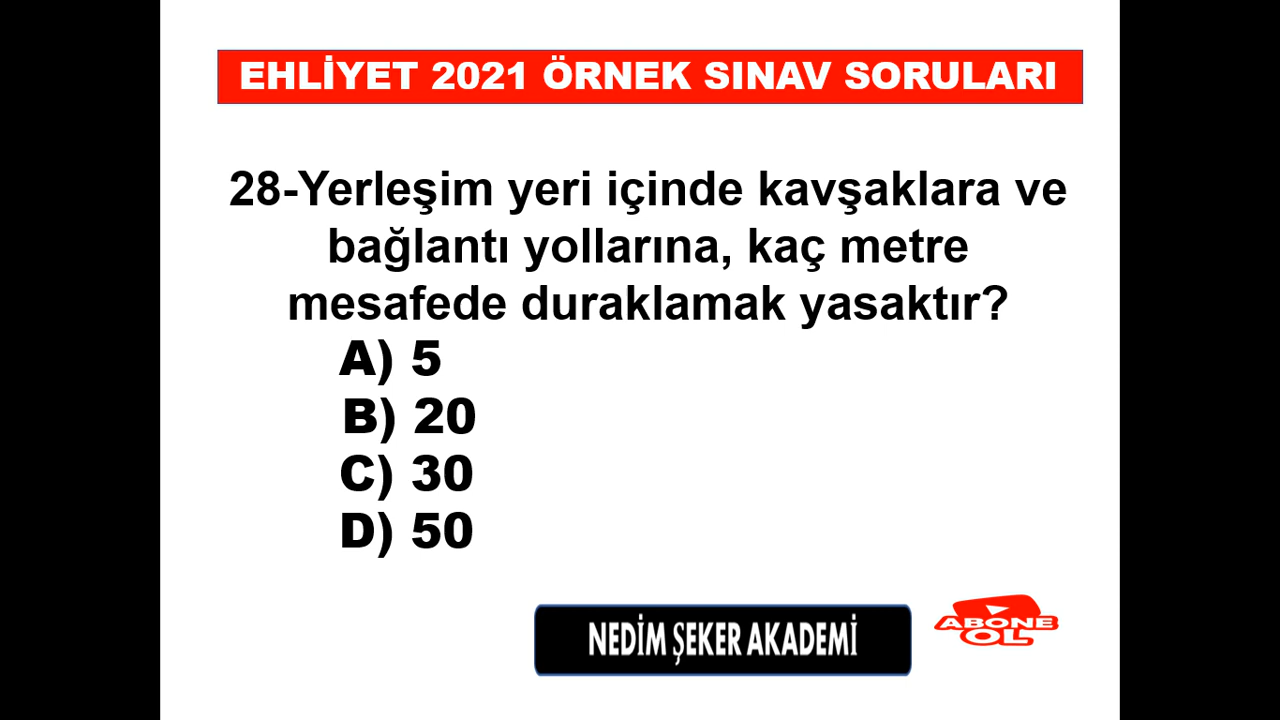 EHLİYET 2021 ÖRNEK SINAV SORULARI
28-Yerleşim yeri içinde kavşaklara ve
bağlantı yollarına, kaç metre
mesafede duraklamak yasaktır?
A) 5
B) 20
C) 30
D) 50
NEDİM ŞEKER AKADEMİ
ABONE
OL